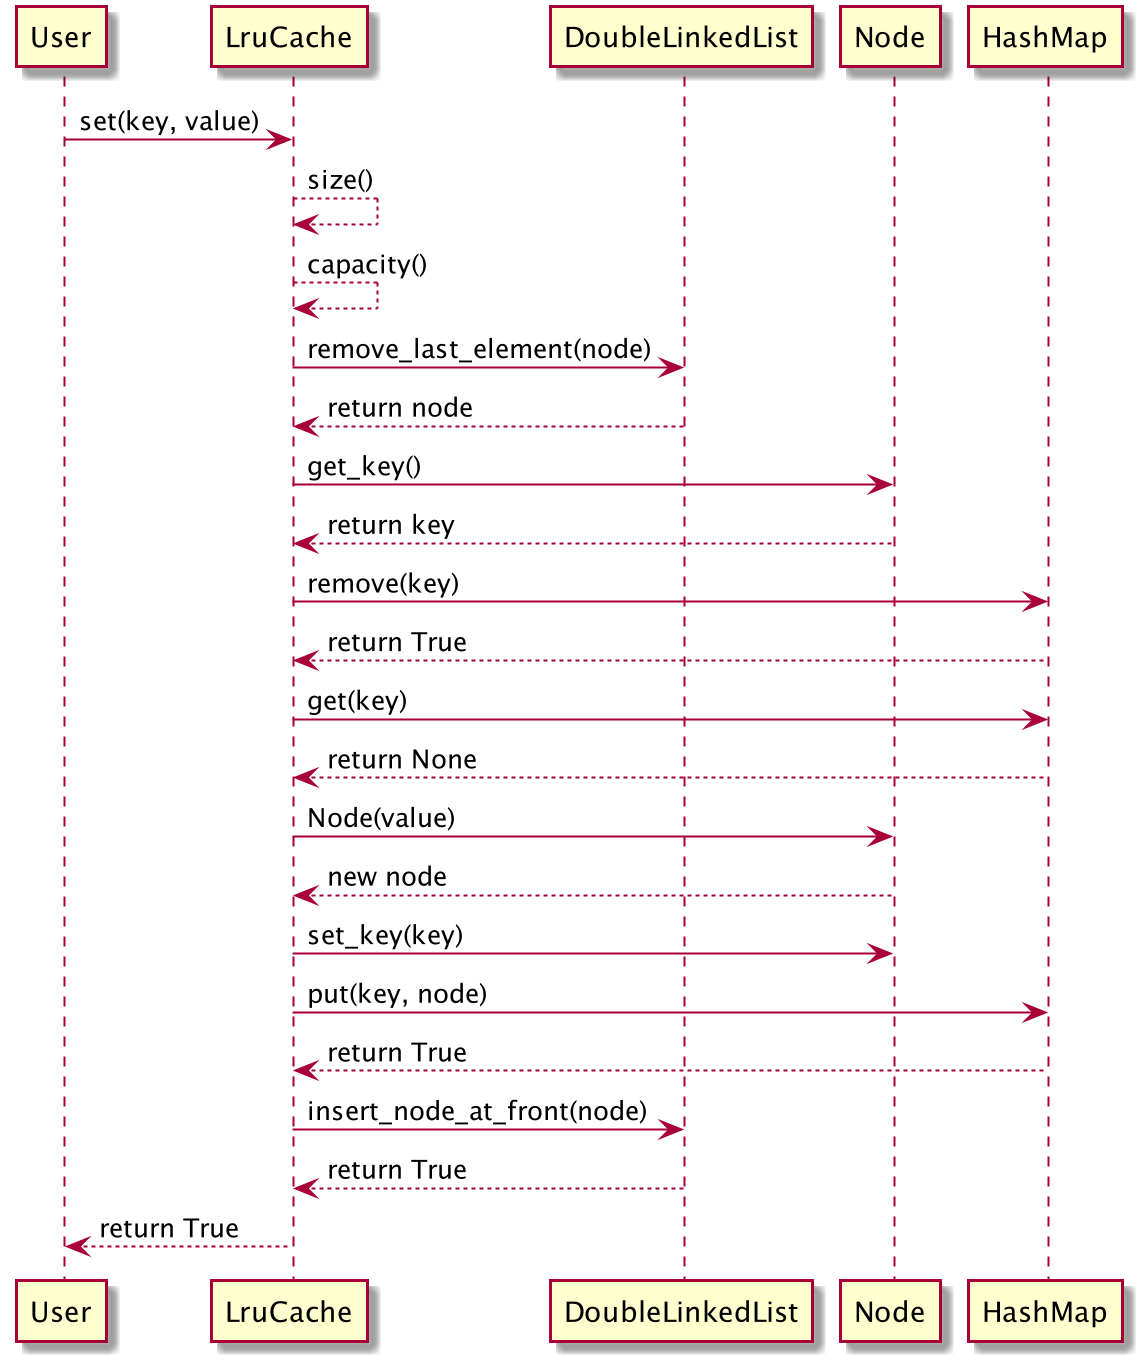 User
LruCache
DoubleLinkedList
Node
HashMap
set(key, value)
size()
capacity()
remove_last_element(node)
return node
get_key()
return key
remove(key)
return True
get(key)
return None
Node(value)
new node
set_key(key)
put(key, node)
return True
insert_node_at_front(node)
return True
return True
User
LruCache
DoubleLinkedList
Node
HashMap